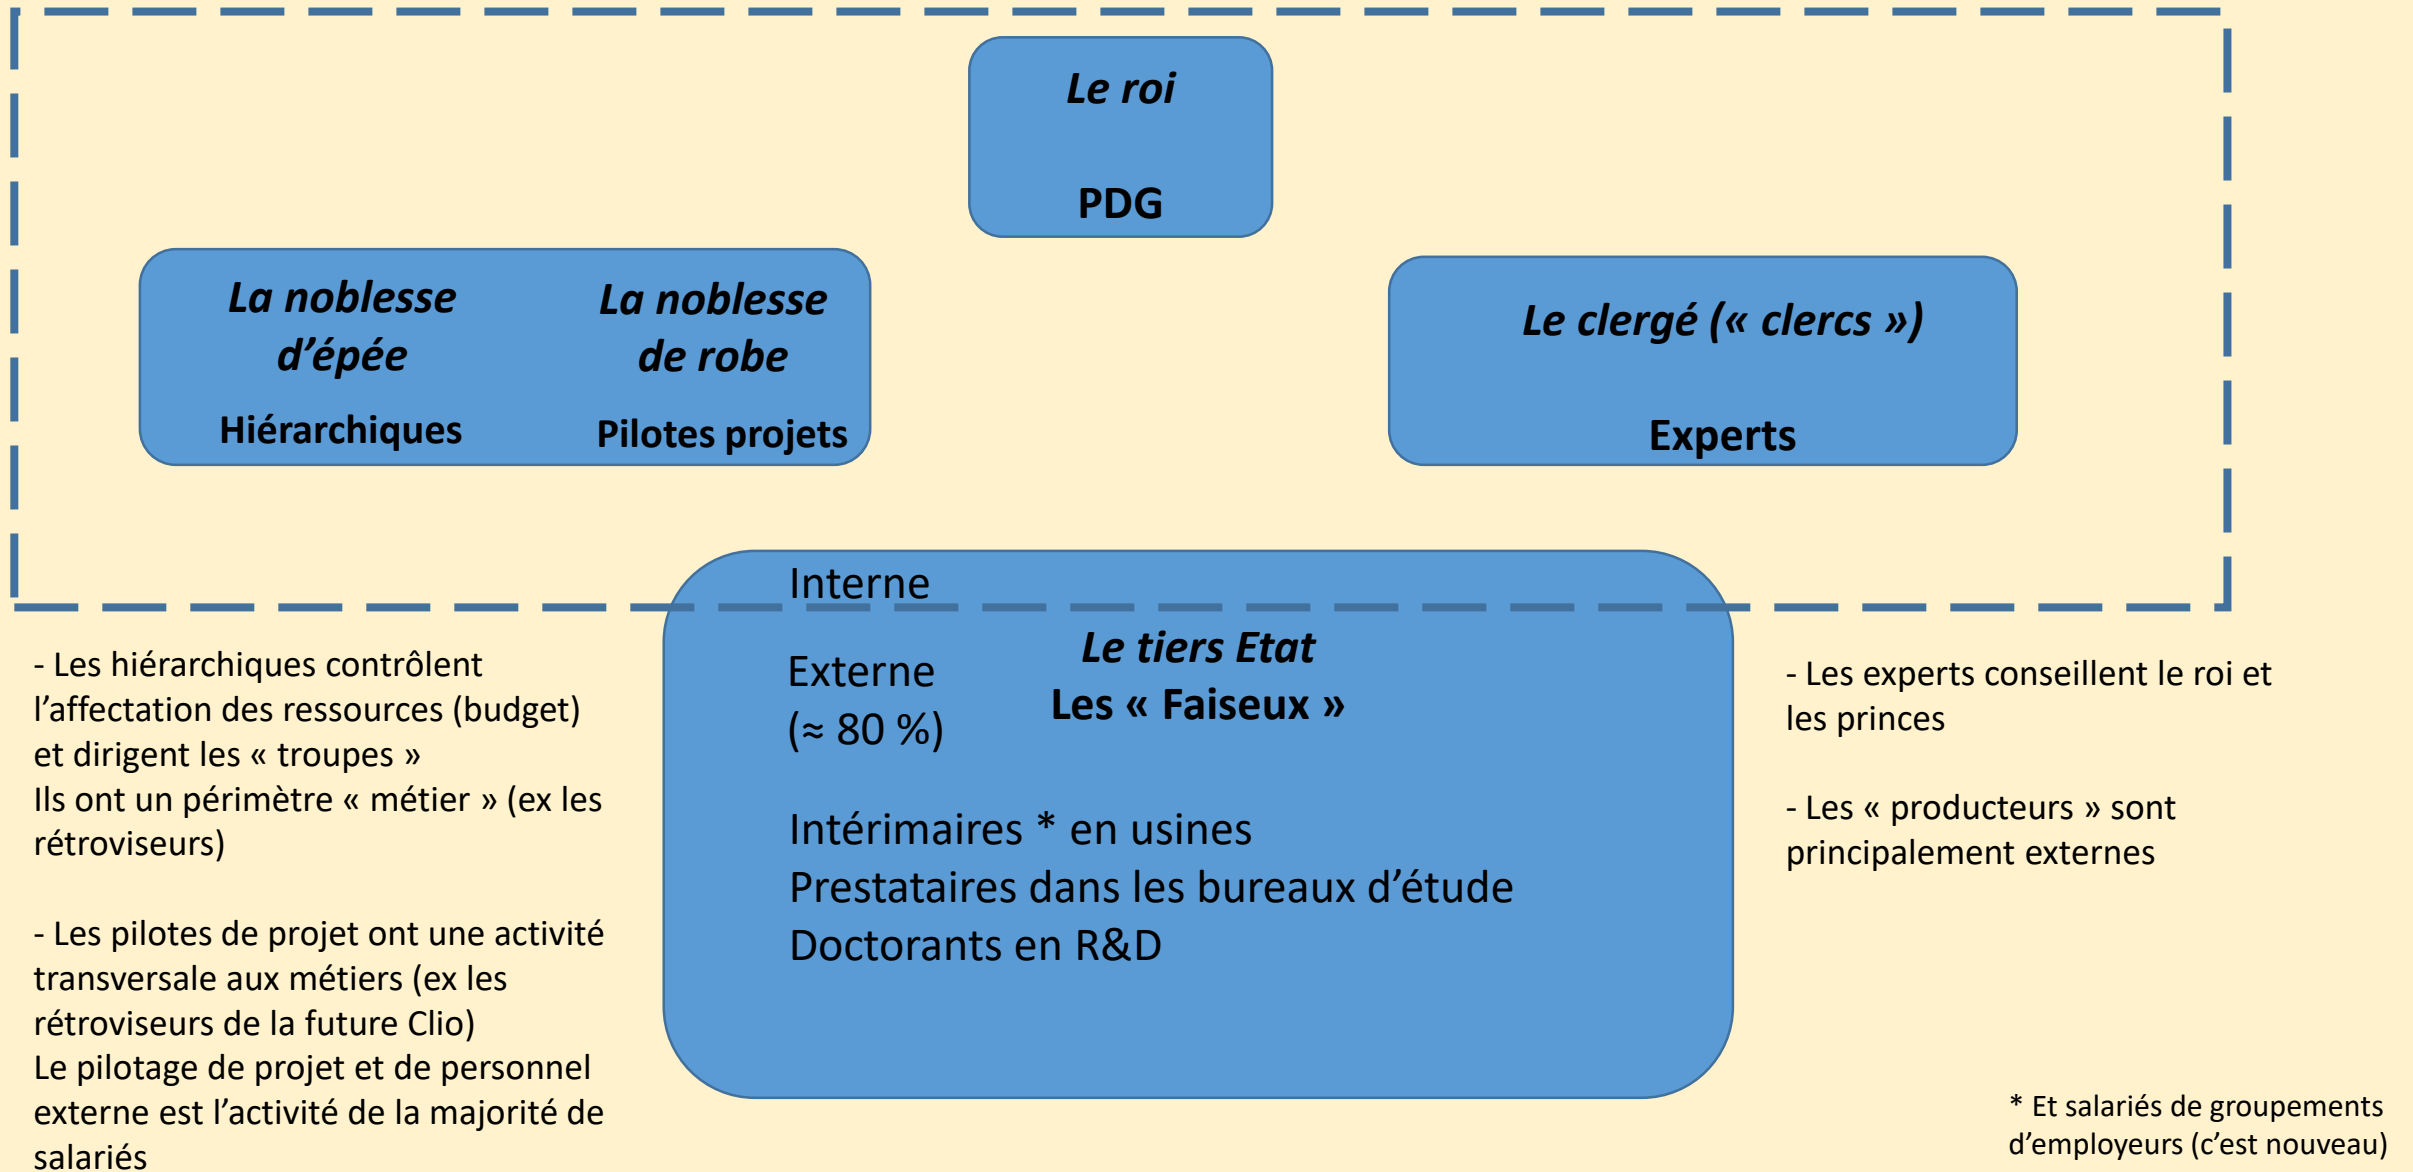 Le roi
PDG
La noblesse
d’épée
Hiérarchiques
La noblesse
de robe
Pilotes projets
Le clergé (« clercs »)
Experts
Interne
Externe
(≈ 80 %)
Le tiers Etat
Les « Faiseux »
Intérimaires * en usines
Prestataires dans les bureaux d’étude
Doctorants en R&D
- Les hiérarchiques contrôlent
l’affectation des ressources (budget)
et dirigent les « troupes »
Ils ont un périmètre « métier » (ex les
rétroviseurs)
- Les pilotes de projet ont une activité
transversale aux métiers (ex les
rétroviseurs de la future Clio)
Le pilotage de projet et de personnel
externe est l’activité de la majorité de
salariés
- Les experts conseillent le roi et
les princes
- Les « producteurs » sont
principalement externes
* Et salariés de groupements
d’employeurs (c’est nouveau)